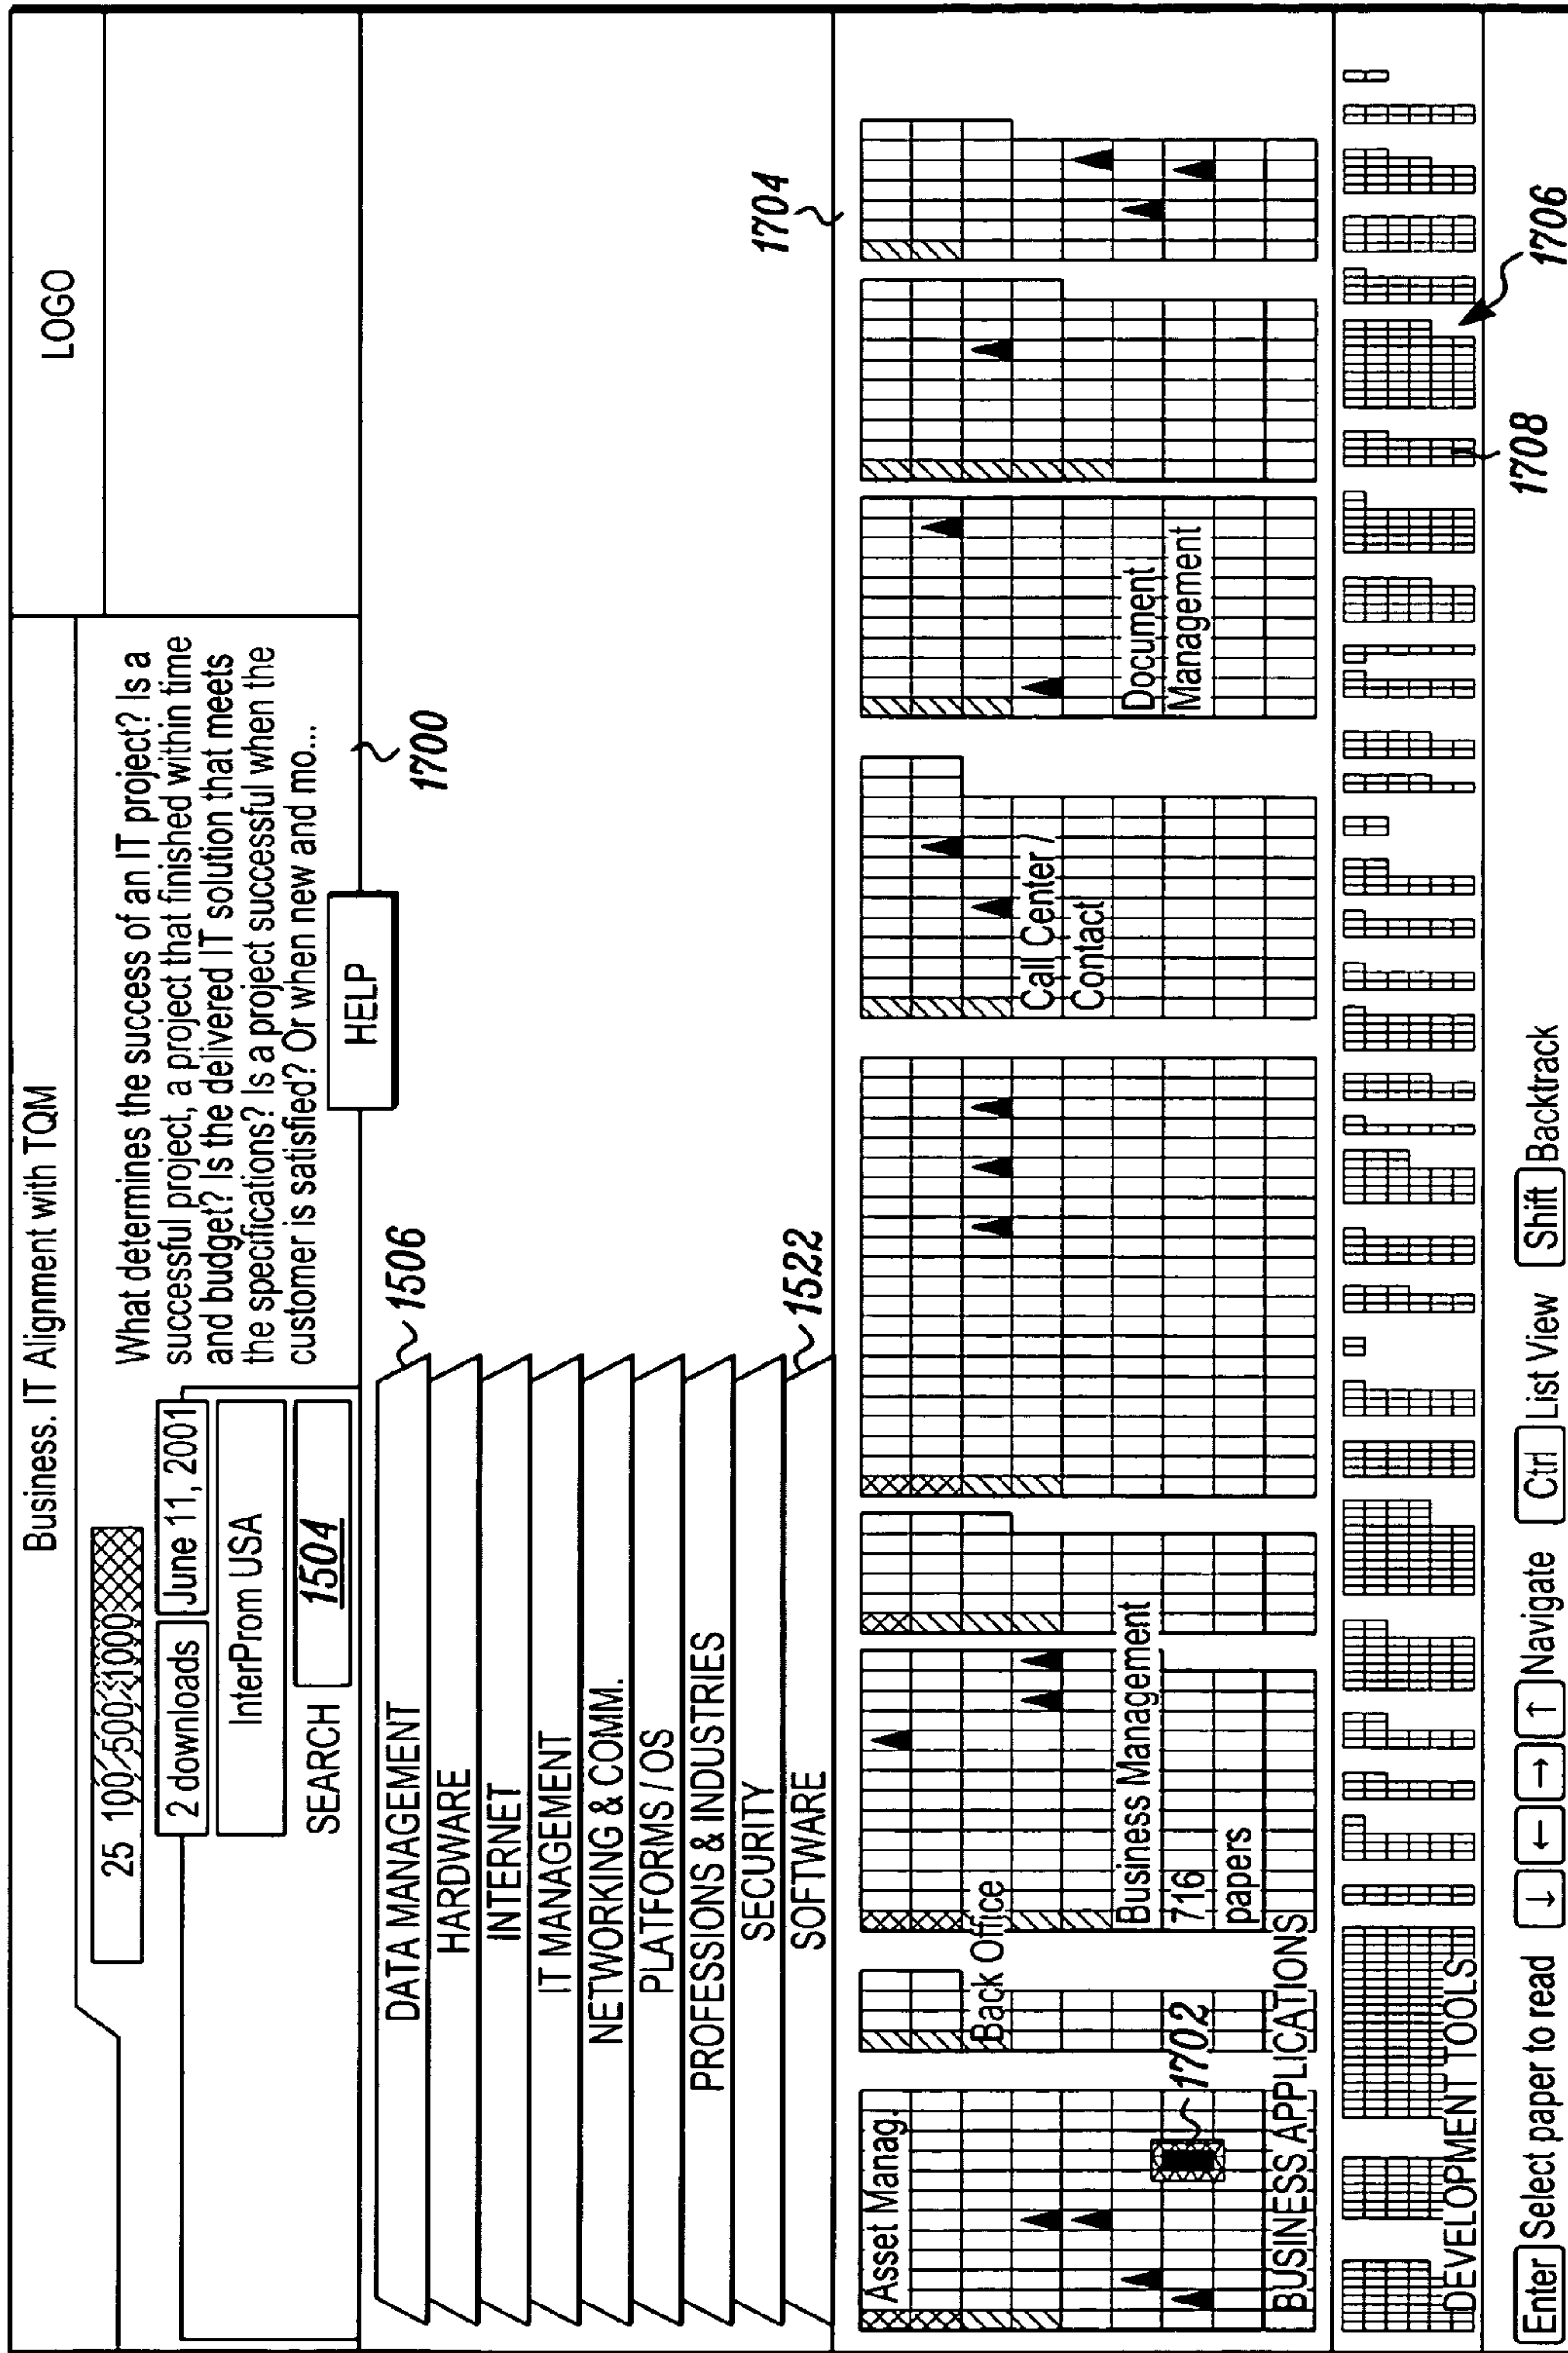 Business. IT Alignment with TQM
LOGO
25 100 500 1000
2 downloads
June 11, 2001
InterProm USA
SEARCH
1504
What determines the success of an IT project? Is a
successful project, a project that finished within time
and budget? Is the delivered IT solution that meets
the specifications? Is a project successful when the
customer is satisfied? Or when new and mo...
HELP
1700
DATA MANAGEMENT
HARDWARE
INTERNET
IT MANAGEMENT
NETWORKING & COMM.
PLATFORMS / OS
PROFESSIONS & INDUSTRIES
SECURITY
SOFTWARE
1506
1522
1704
Asset Manag.
Back Office
Business Management
716
papers
Call Center /
Contact
Document
Management
1702
BUSINESS APPLICATIONS
DEVELOPMENT TOOLS
1708
1706
Enter Select paper to read ↓ ← → ↑ Navigate Ctrl List View Shift Backtrack